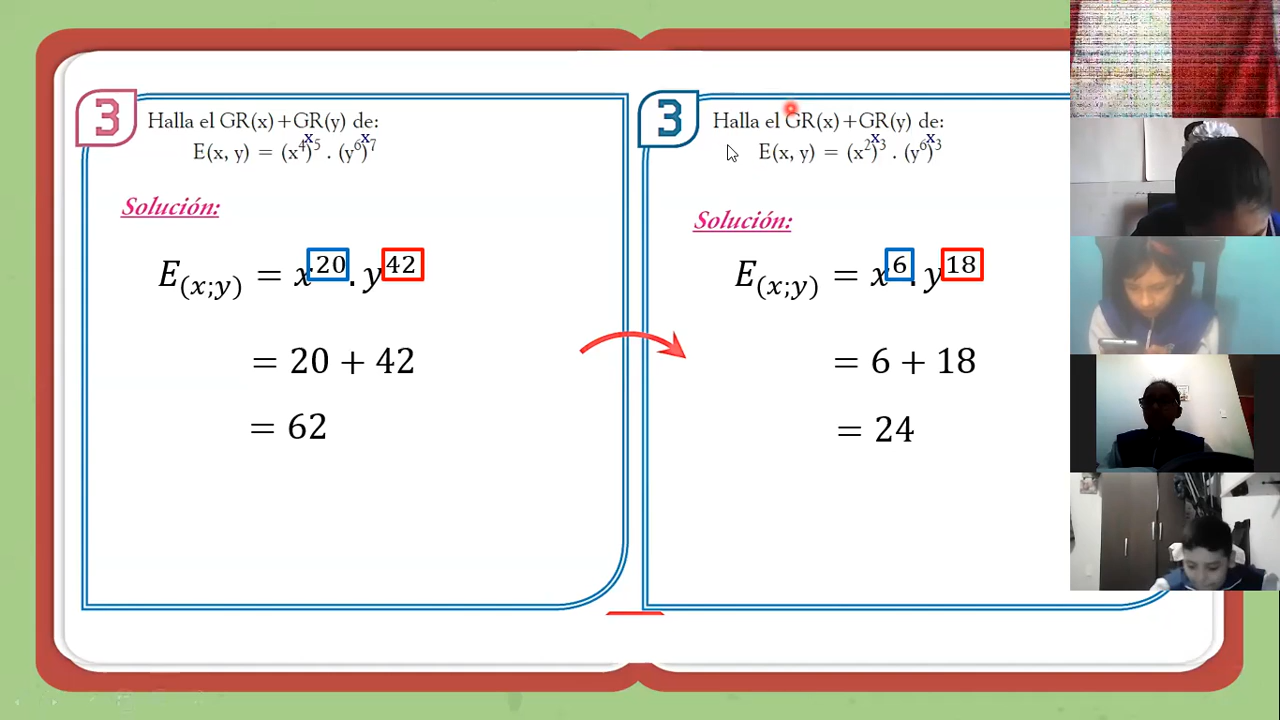 3
Halla el GR(x)+GR(y) de:
E(x, y) = (x⁴)⁵ . (y⁶)⁷
x x
Solución:
E(x;y) = x²⁰. y⁴²
= 20 + 42
= 62
3
Halla el GR(x)+GR(y) de:
E(x, y) = (x²)³ . (y⁶)³
x x
Solución:
E(x;y) = x⁶. y¹⁸
= 6 + 18
= 24